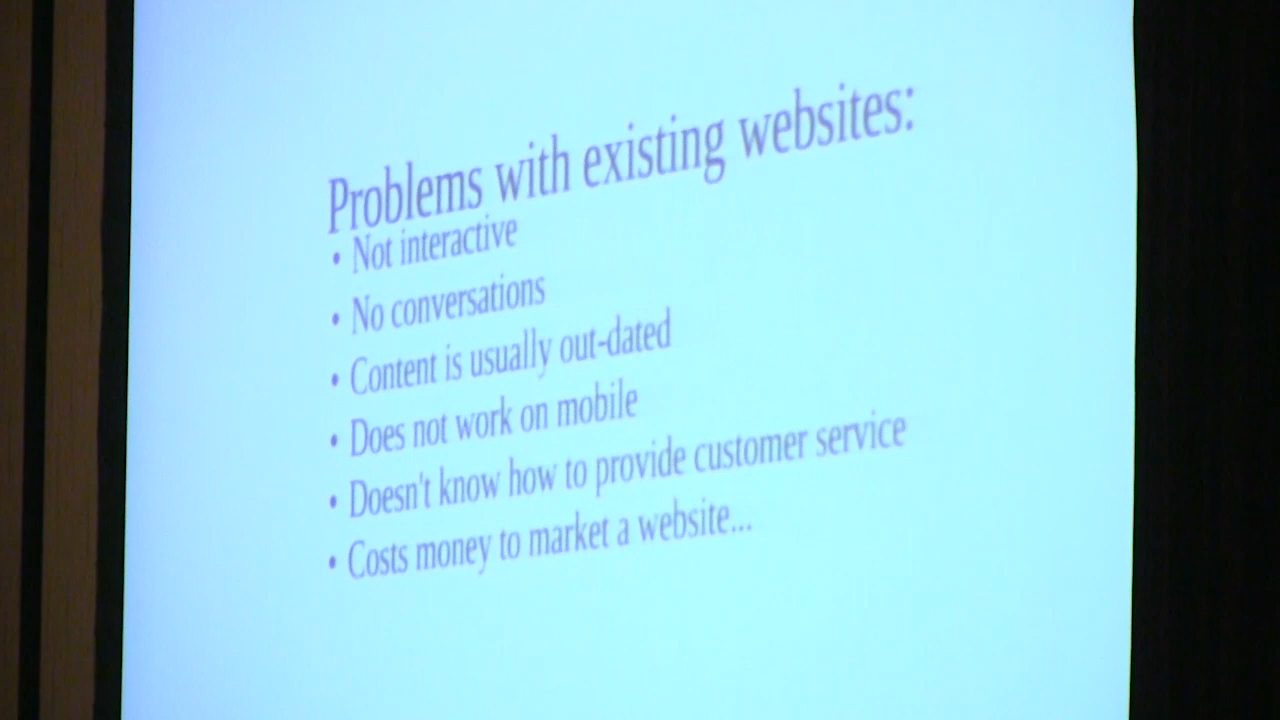 Problems with existing websites:
• Not interactive
• No conversations
• Content is usually out-dated
• Does not work on mobile
• Doesn't know how to provide customer service
• Costs money to market a website...